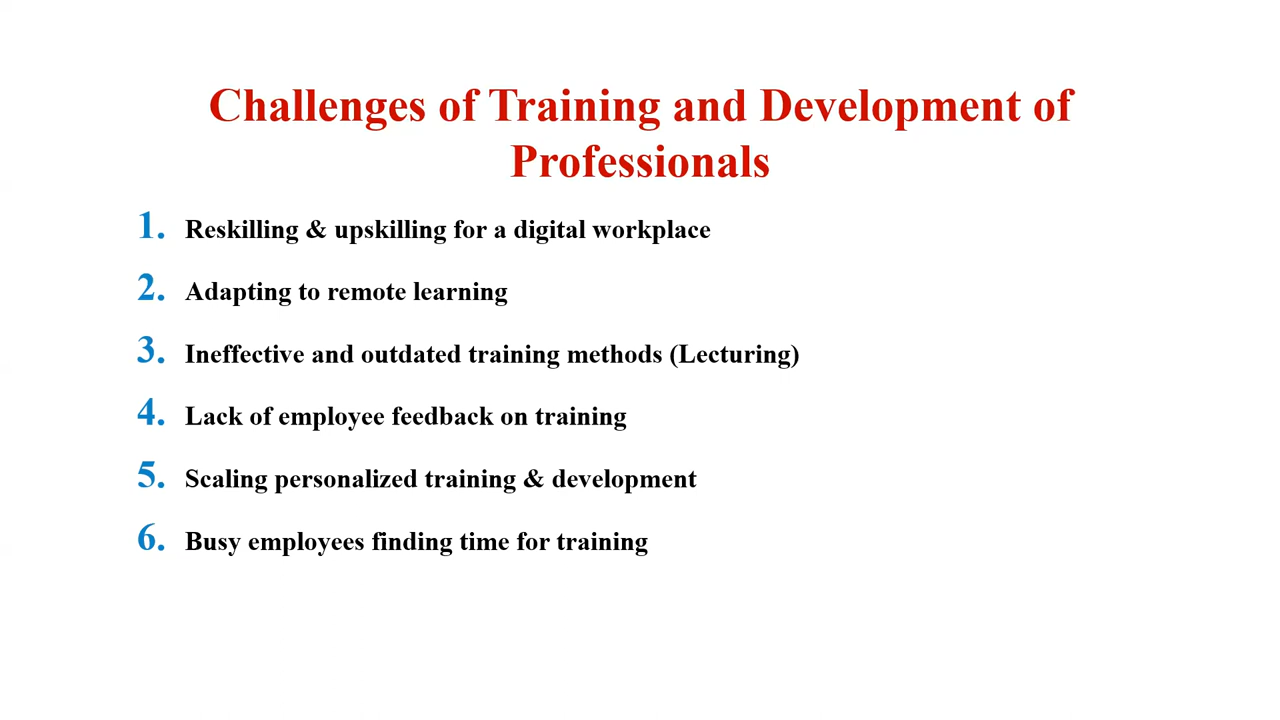 Challenges of Training and Development of
Professionals
1. Reskilling & upskilling for a digital workplace
2. Adapting to remote learning
3. Ineffective and outdated training methods (Lecturing)
4. Lack of employee feedback on training
5. Scaling personalized training & development
6. Busy employees finding time for training